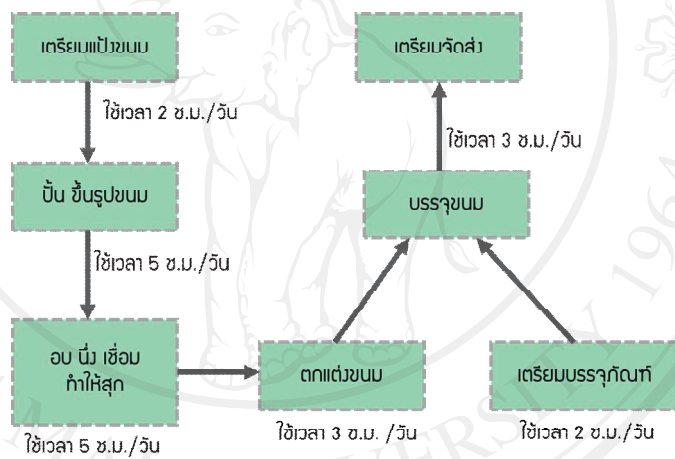 เตรียมแป้งขนม
ใช้เวลา 2 ช.ม./วัน
ปั้น ขึ้นรูปขนม
ใช้เวลา 5 ช.ม./วัน
อบ นึ่ง เชื่อม
ทำให้สุก
ใช้เวลา 5 ช.ม./วัน
ตกแต่งขนม
ใช้เวลา 3 ช.ม. /วัน
เตรียมบรรจุภัณฑ์
ใช้เวลา 2 ช.ม./วัน
บรรจุขนม
ใช้เวลา 3 ช.ม./วัน
เตรียมจัดส่ง
ERSITY 1964